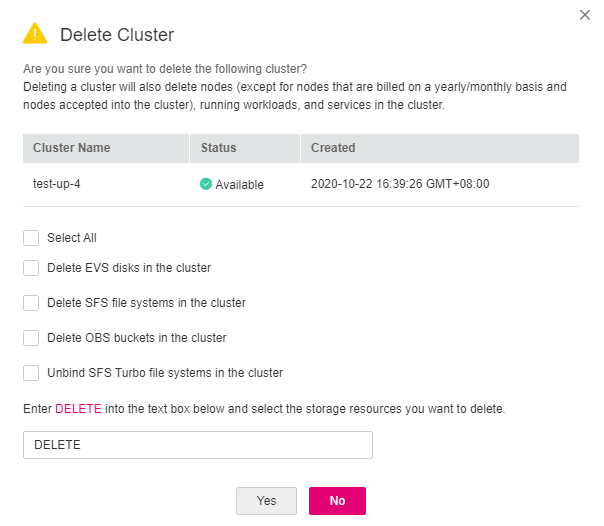 Delete Cluster
Are you sure you want to delete the following cluster?
Deleting a cluster will also delete nodes (except for nodes that are billed on a yearly/monthly basis and
nodes accepted into the cluster), running workloads, and services in the cluster.
Cluster Name Status Created
test-up-4 Available 2020-10-22 16:39:26 GMT+08:00
Select All
Delete EVS disks in the cluster
Delete SFS file systems in the cluster
Delete OBS buckets in the cluster
Unbind SFS Turbo file systems in the cluster
Enter DELETE into the text box below and select the storage resources you want to delete.
DELETE
Yes No